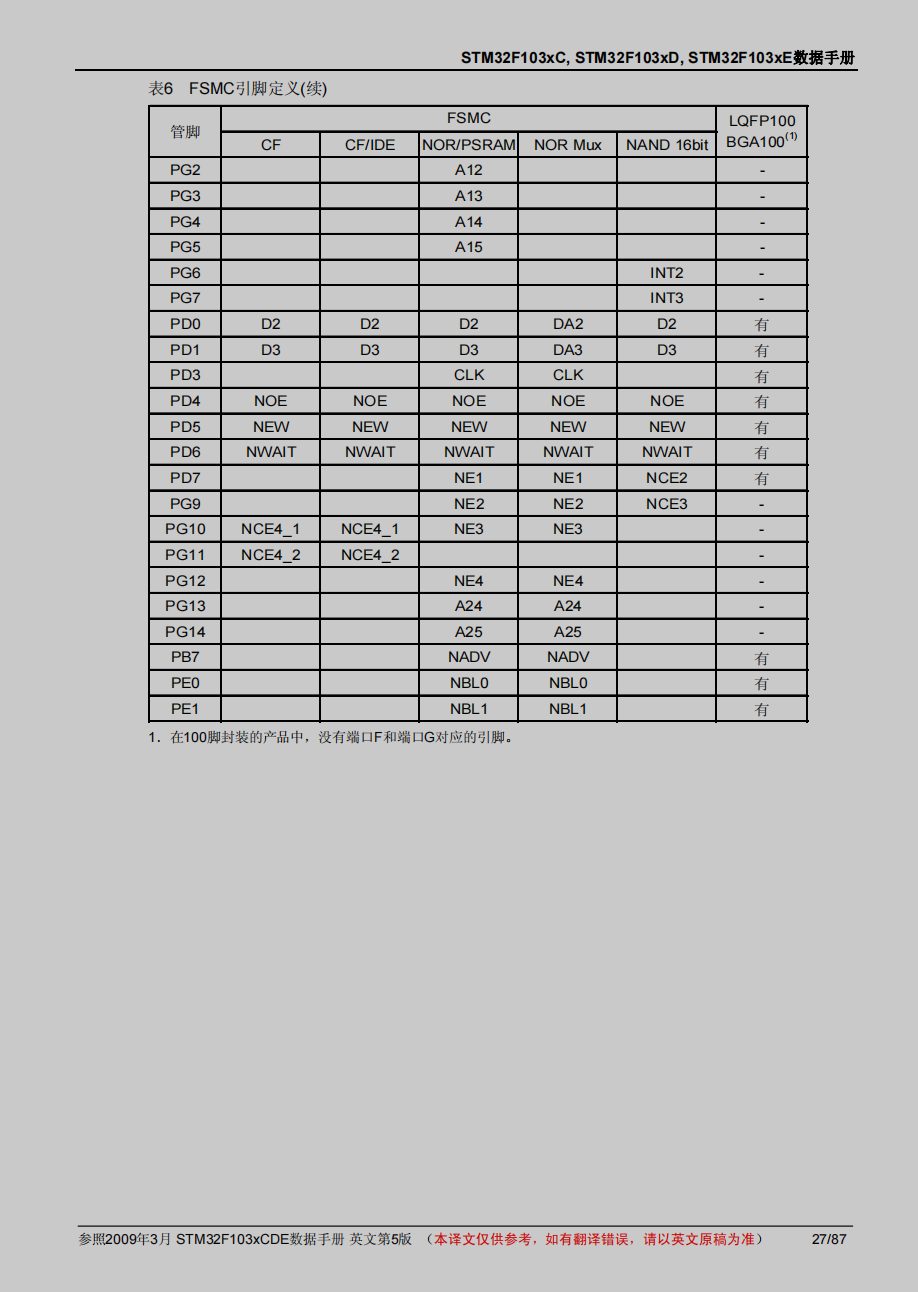 STM32F103xC, STM32F103xD, STM32F103xE数据手册
表6 FSMC引脚定义(续)
管脚 FSMC LQFP100 BGA100(1)
CF CF/IDE NOR/PSRAM NOR Mux NAND 16bit
PG2 A12 -
PG3 A13 -
PG4 A14 -
PG5 A15 -
PG6 INT2 -
PG7 INT3 -
PD0 D2 D2 D2 DA2 D2 有
PD1 D3 D3 D3 DA3 D3 有
PD3 CLK CLK 有
PD4 NOE NOE NOE NOE NOE 有
PD5 NEW NEW NEW NEW NEW 有
PD6 NWAIT NWAIT NWAIT NWAIT NWAIT 有
PD7 NE1 NE1 NCE2 有
PG9 NE2 NE2 NCE3 -
PG10 NCE4_1 NCE4_1 NE3 NE3 -
PG11 NCE4_2 NCE4_2 -
PG12 NE4 NE4 -
PG13 A24 A24 -
PG14 A25 A25 -
PB7 NADV NADV 有
PE0 NBL0 NBL0 有
PE1 NBL1 NBL1 有
1. 在100脚封装的产品中，没有端口F和端口G对应的引脚。
参照2009年3月 STM32F103xCDE数据手册 英文第5版 （本译文仅供参考，如有翻译错误，请以英文原稿为准） 27/87